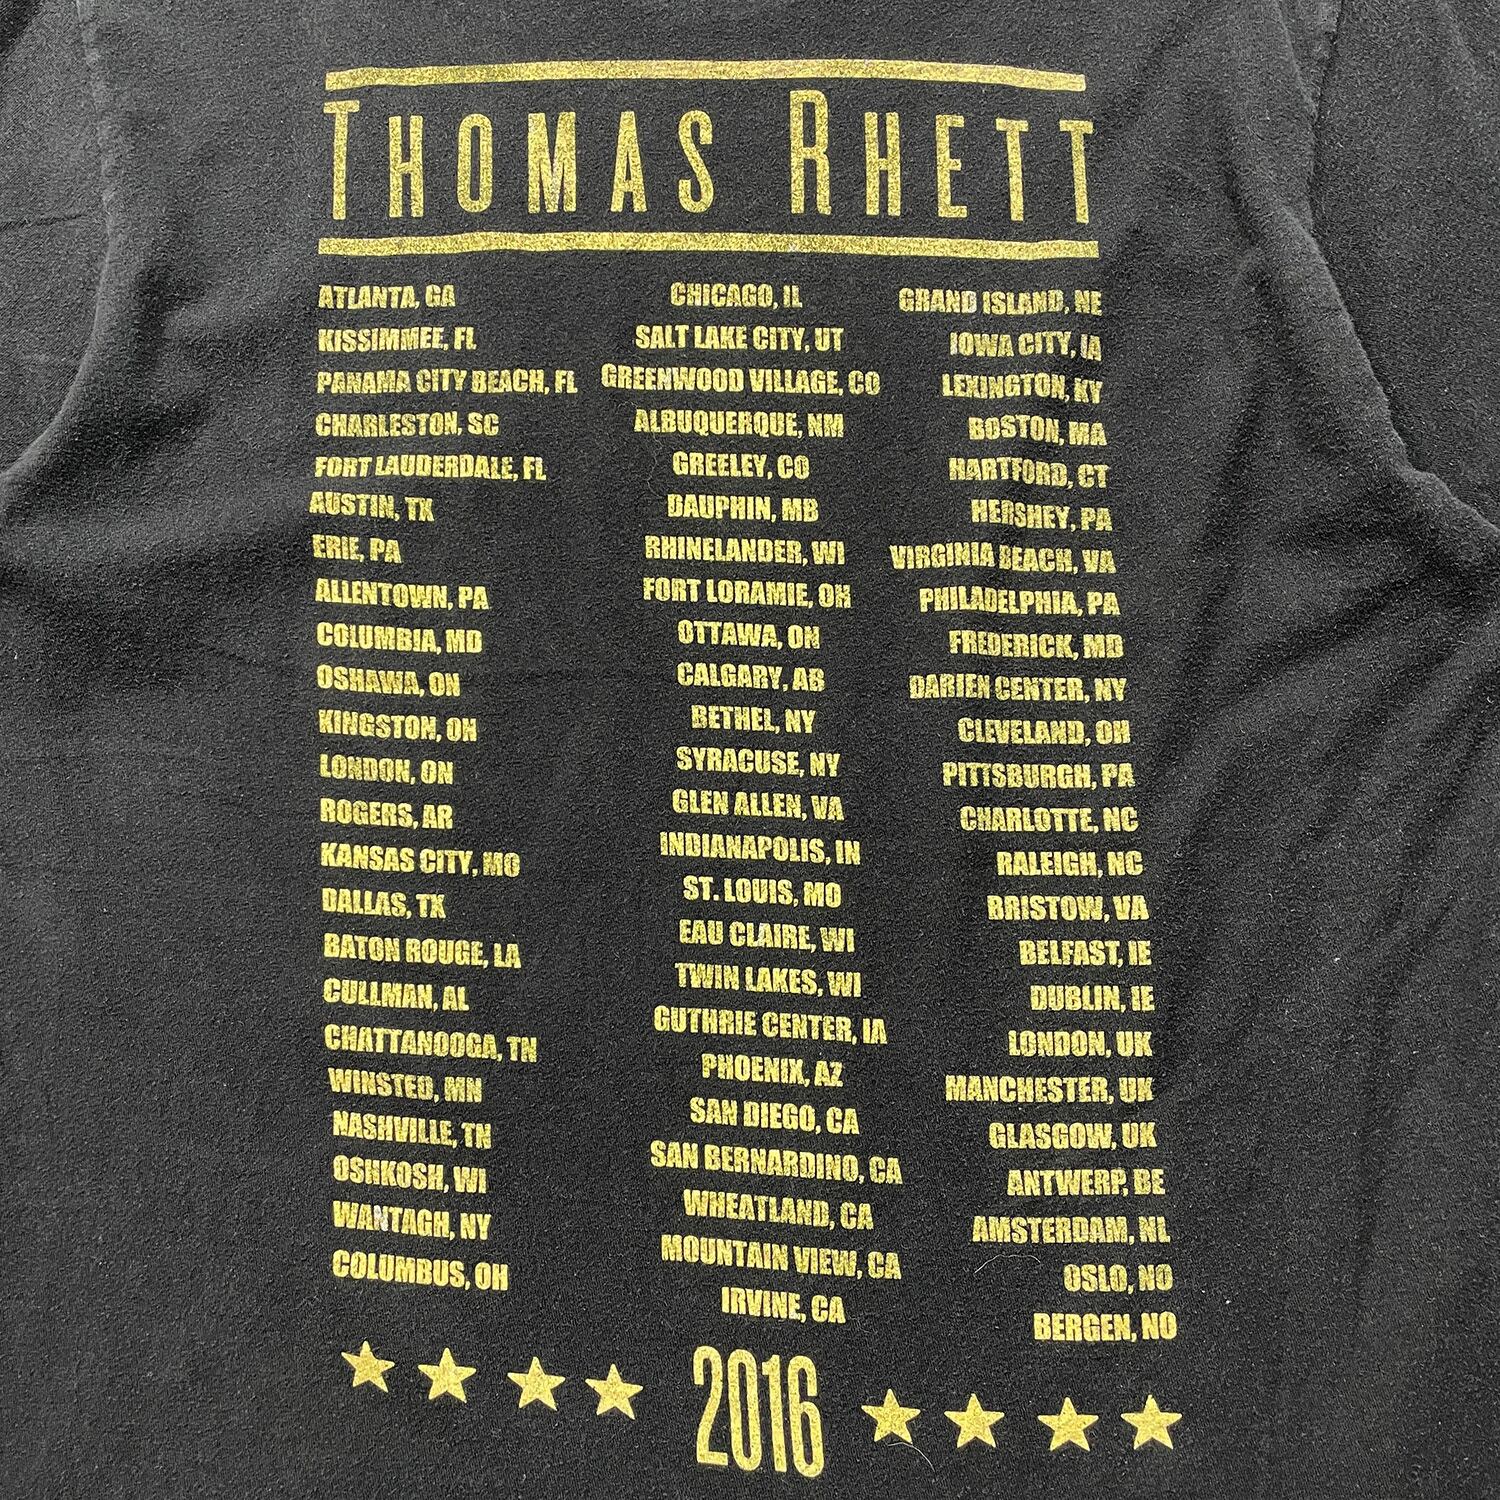 THOMAS RHETT
ATLANTA, GA
KISSIMMEE, FL
PANAMA CITY BEACH, FL
CHARLESTON, SC
FORT LAUDERDALE, FL
AUSTIN, TX
ERIE, PA
ALLENTOWN, PA
COLUMBIA, MD
OSHAWA, ON
KINGSTON, OH
LONDON, ON
ROGERS, AR
KANSAS CITY, MO
DALLAS, TX
BATON ROUGE, LA
CULLMAN, AL
CHATTANOOGA, TN
WINSTED, MN
NASHVILLE, TN
OSHKOSH, WI
WANTAGH, NY
COLUMBUS, OH
CHICAGO, IL
SALT LAKE CITY, UT
GREENWOOD VILLAGE, CO
ALBUQUERQUE, NM
GREELEY, CO
DAUPHIN, MB
RHINELANDER, WI
FORT LORAMIE, OH
OTTAWA, ON
CALGARY, AB
BETHEL, NY
SYRACUSE, NY
GLEN ALLEN, VA
INDIANAPOLIS, IN
ST. LOUIS, MO
EAU CLAIRE, WI
TWIN LAKES, WI
GUTHRIE CENTER, IA
PHOENIX, AZ
SAN DIEGO, CA
SAN BERNARDINO, CA
WHEATLAND, CA
MOUNTAIN VIEW, CA
IRVINE, CA
GRAND ISLAND, NE
IOWA CITY, IA
LEXINGTON, KY
BOSTON, MA
HARTFORD, CT
HERSHEY, PA
VIRGINIA BEACH, VA
PHILADELPHIA, PA
FREDERICK, MD
DARIEN CENTER, NY
CLEVELAND, OH
PITTSBURGH, PA
CHARLOTTE, NC
RALEIGH, NC
BRISTOW, VA
BELFAST, IE
DUBLIN, IE
LONDON, UK
MANCHESTER, UK
GLASGOW, UK
ANTWERP, BE
AMSTERDAM, NL
OSLO, NO
BERGEN, NO
2016